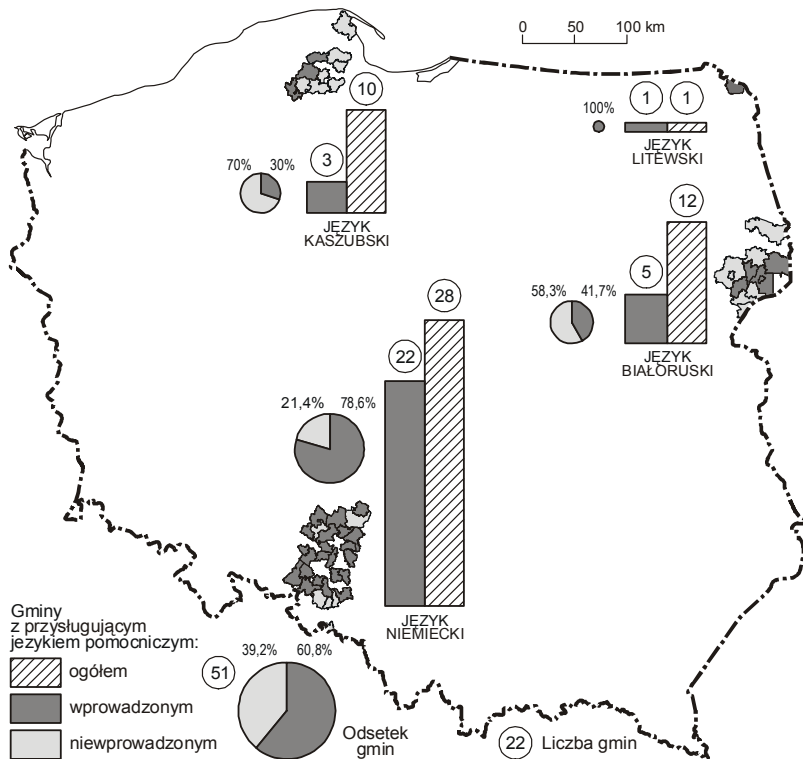 0 50 100 km
10
3
70% 30%
JĘZYK
KASZUBSKI
1 1
100%
JĘZYK
LITEWSKI
12
5
58,3% 41,7%
JĘZYK
BIAŁORUSKI
28
22
21,4% 78,6%
JĘZYK
NIEMIECKI
Gminy
z przysługującym
jezykiem pomocniczym:
ogółem
wprowadzonym
niewprowadzonym
51
39,2% 60,8%
Odsetek
gmin
22 Liczba gmin